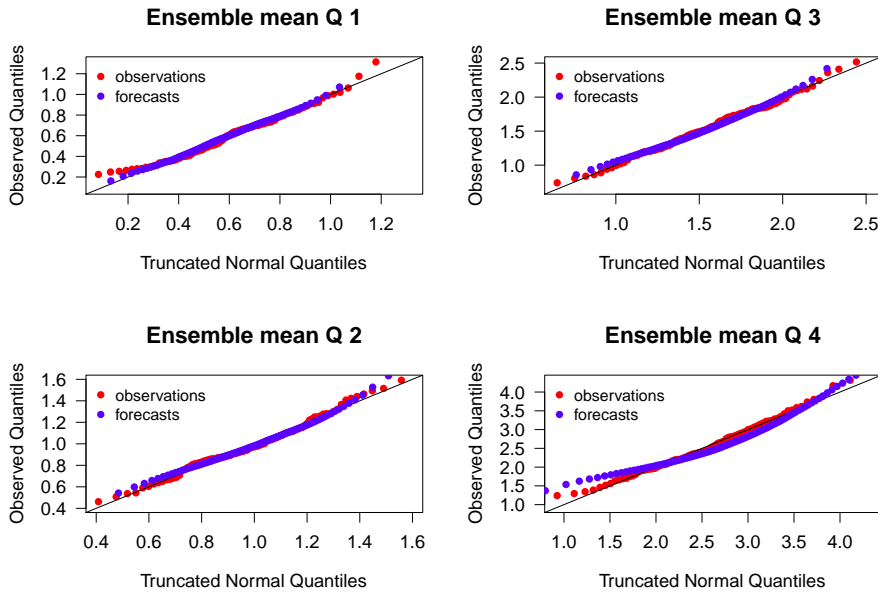 Ensemble mean Q 1
Observed Quantiles
1.2
1.0
0.8
0.6
0.4
0.2
observations
forecasts
0.2 0.4 0.6 0.8 1.0 1.2
Truncated Normal Quantiles
Ensemble mean Q 3
Observed Quantiles
2.5
2.0
1.5
1.0
observations
forecasts
1.0 1.5 2.0 2.5
Truncated Normal Quantiles
Ensemble mean Q 2
Observed Quantiles
1.6
1.4
1.2
1.0
0.8
0.6
0.4
observations
forecasts
0.4 0.6 0.8 1.0 1.2 1.4 1.6
Truncated Normal Quantiles
Ensemble mean Q 4
Observed Quantiles
4.0
3.5
3.0
2.5
2.0
1.5
1.0
observations
forecasts
1.0 1.5 2.0 2.5 3.0 3.5 4.0
Truncated Normal Quantiles